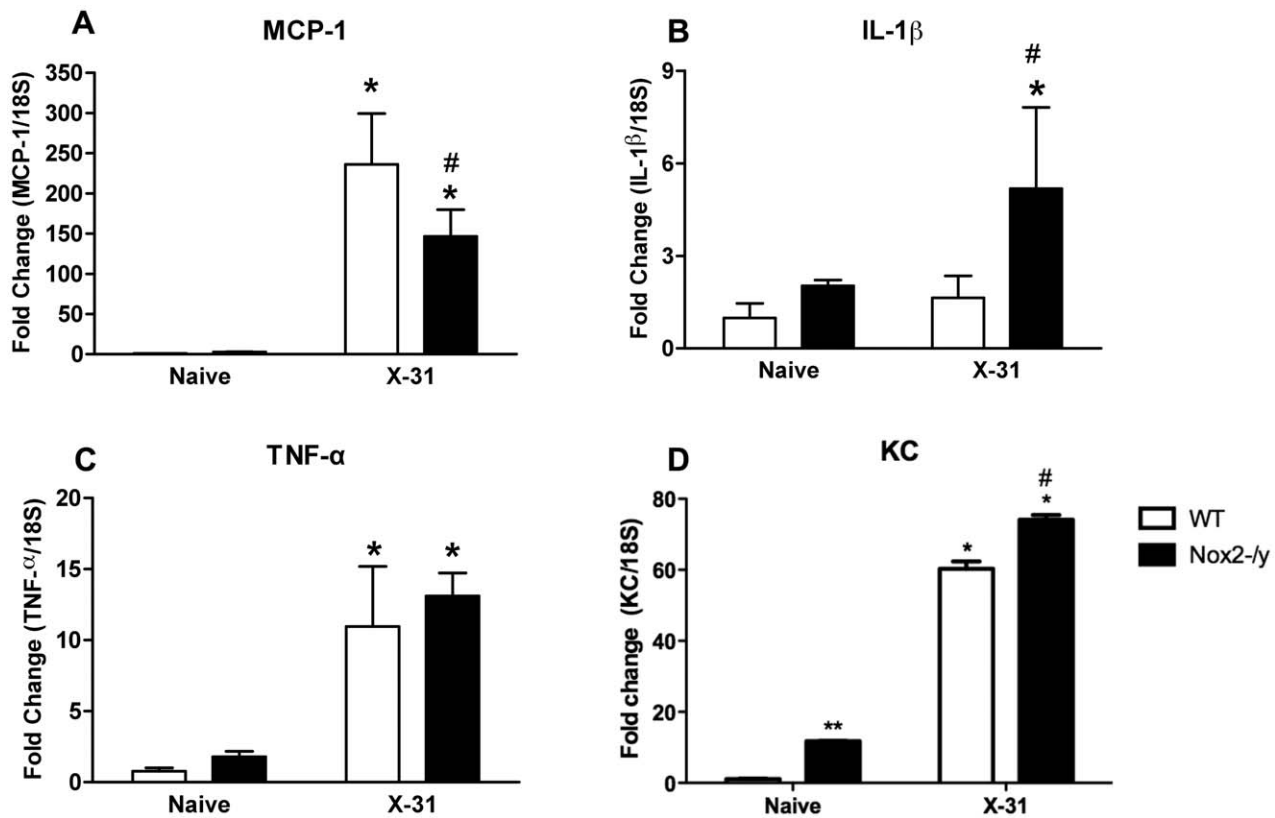 A
MCP-1
Fold Change (MCP-1/18S)
350
300
250
200
150
100
50
0
*
#
*
Naive
X-31
B
IL-1β
Fold Change (IL-1β/18S)
9
6
3
0
#
*
Naive
X-31
C
TNF-α
Fold Change (TNF-α/18S)
20
15
10
5
0
*
*
Naive
X-31
D
KC
Fold change (KC/18S)
80
60
40
20
0
**
*
#
*
Naive
X-31
WT
Nox2-/y